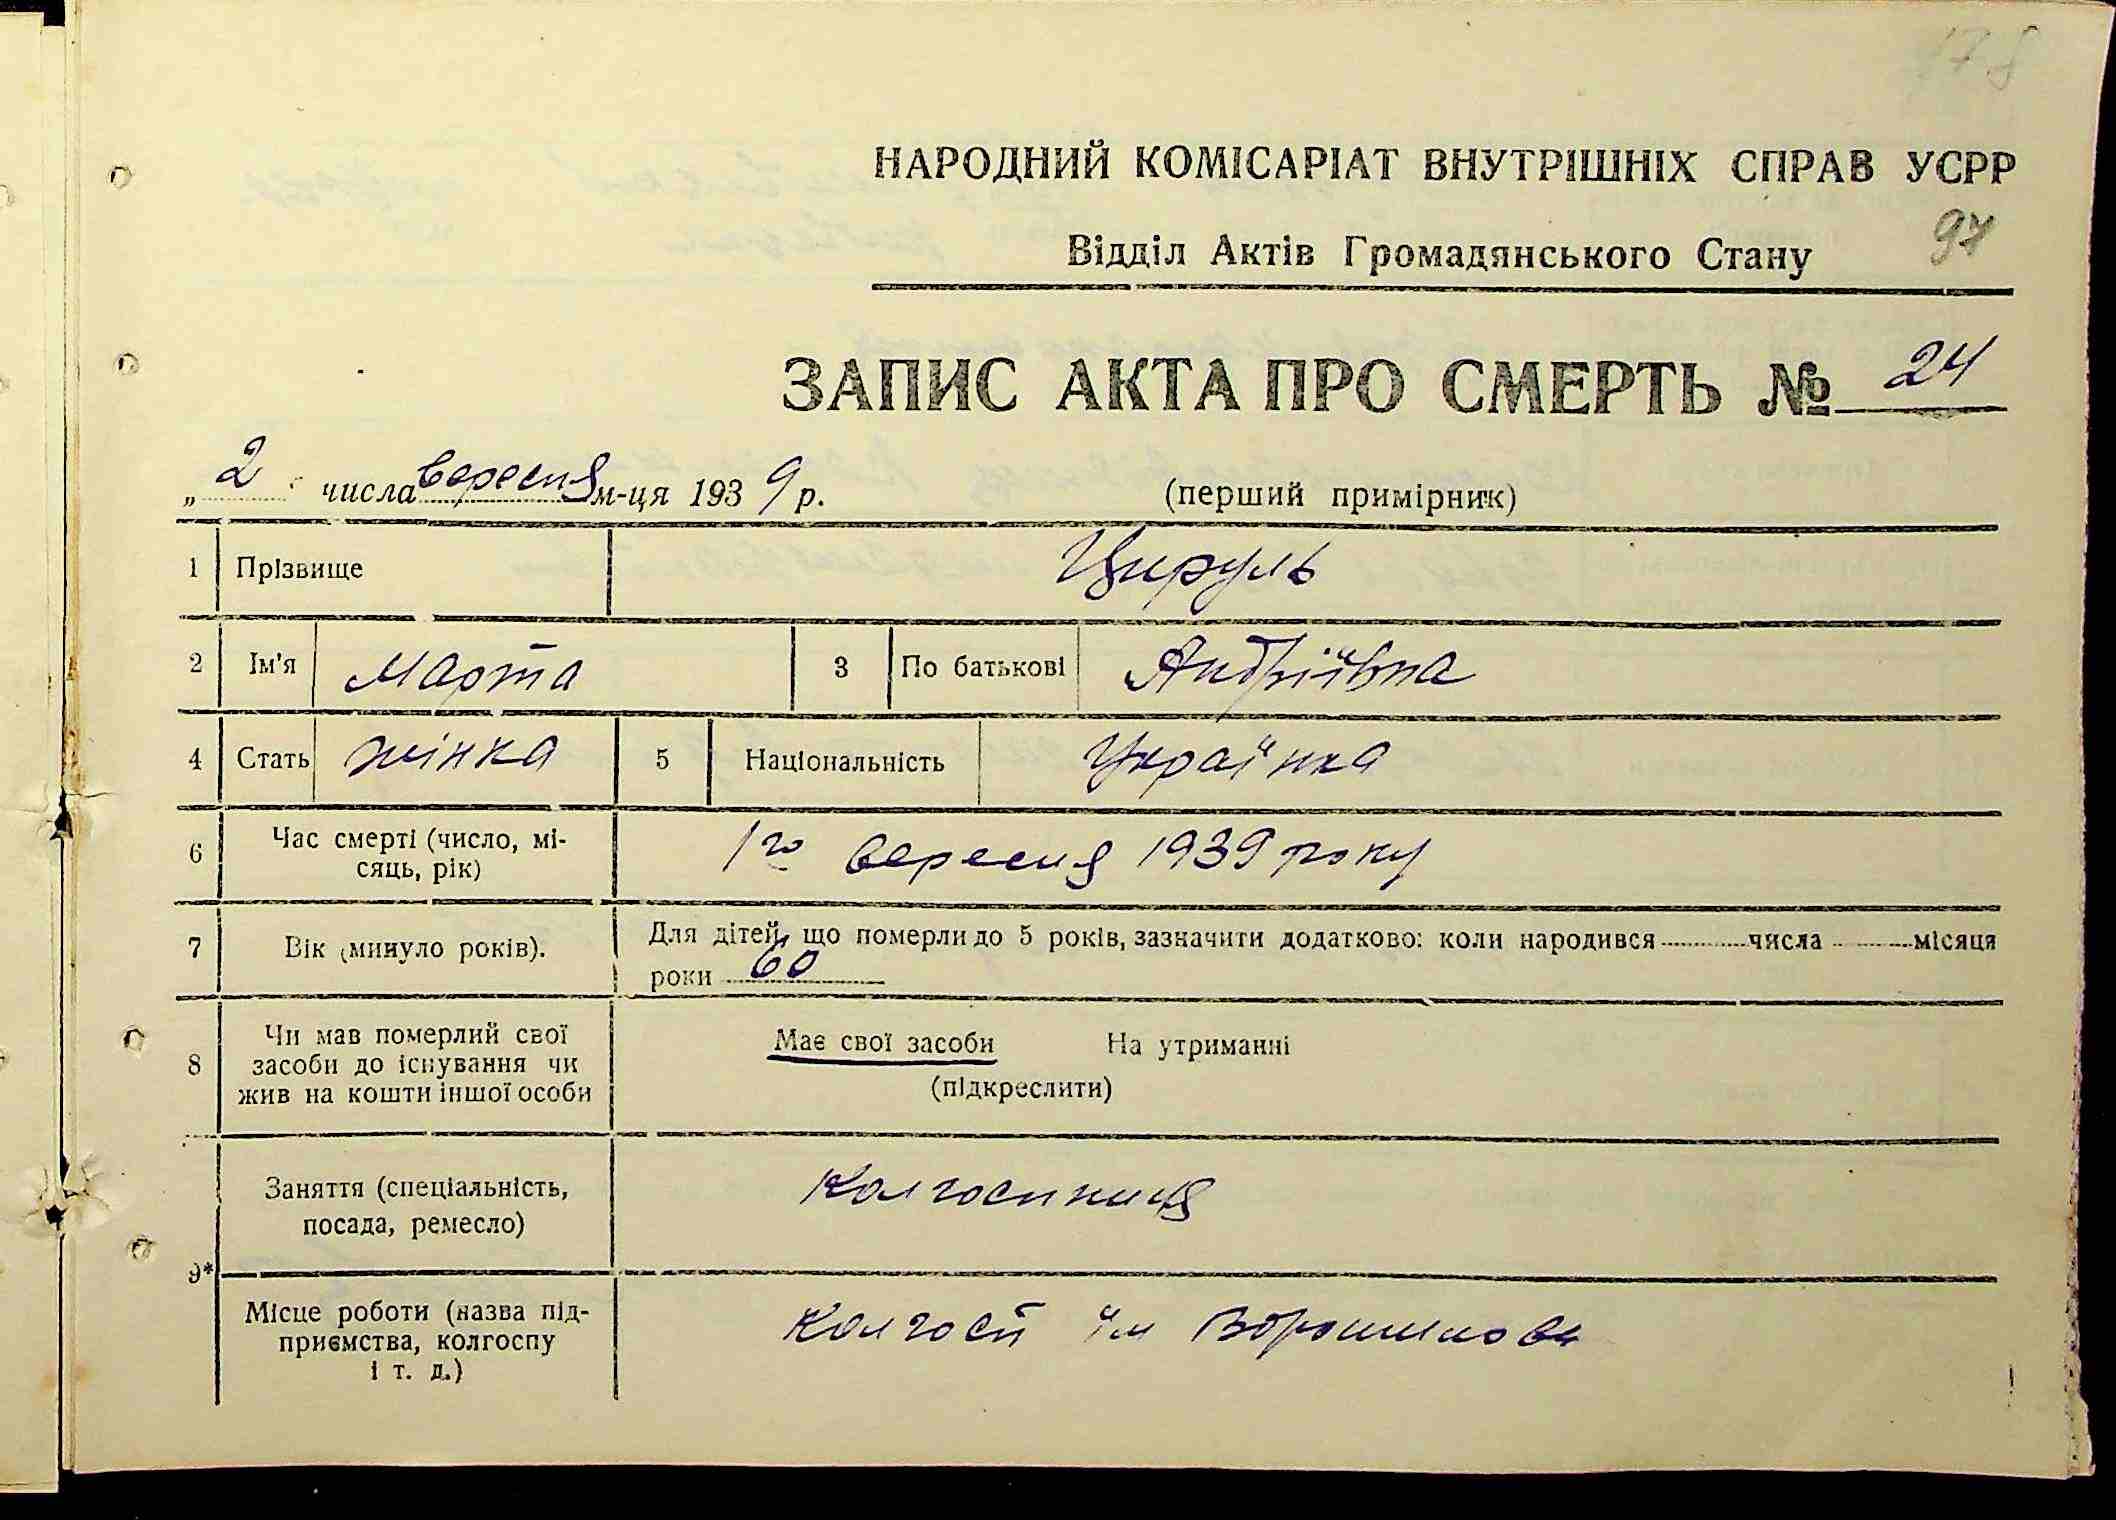 178
НАРОДНИЙ КОМІСАРІАТ ВНУТРІШНІХ СПРАВ УСРР
Відділ Актів Громадянського Стану
97
ЗАПИС АКТА ПРО СМЕРТЬ № 24
„ 2 " числа вересня м-ця 1939 р. (перший примірник)
1 Прізвище Цируль
2 Ім'я Марта 3 По батькові Андріївна
4 Стать жінка 5 Національність Українка
6 Час смерті (число, мі-
сяць, рік)
1го вересня 1939 року
7 Вік (минуло років).
Для дітей, що померли до 5 років, зазначити додатково: коли народився числа місяця
роки 60
8 Чи мав померлий свої
засоби до існування чи
жив на кошти іншої особи
Має свої засоби На утриманні
(підкреслити)
9*
Заняття (спеціальність,
посада, ремесло)
Колгоспниця
Місце роботи (назва під-
приємства, колгоспу
і т. д.)
Колгосп ім Ворошилова